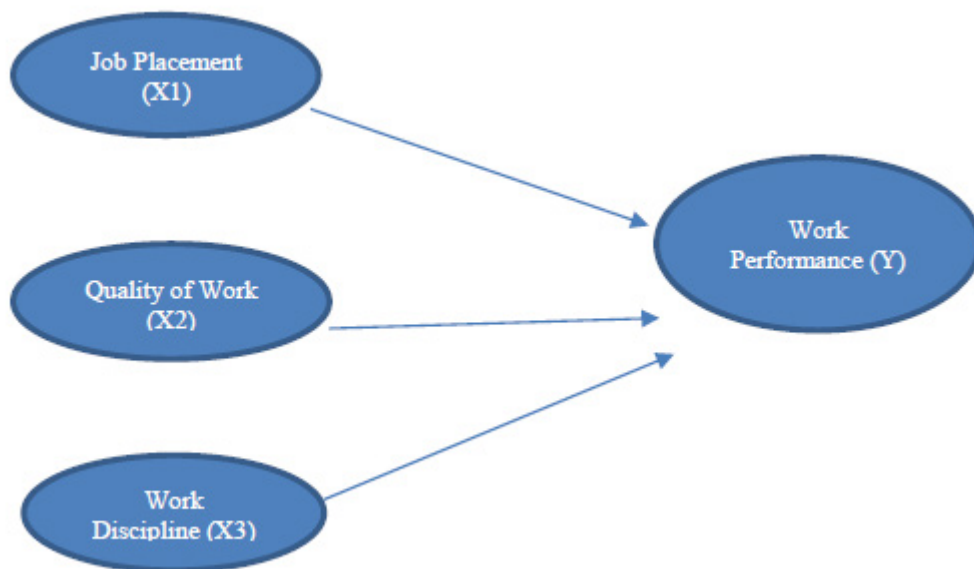 Job Placement
(X1)
Work
Performance (Y)
Quality of Work
(X2)
Work
Discipline (X3)